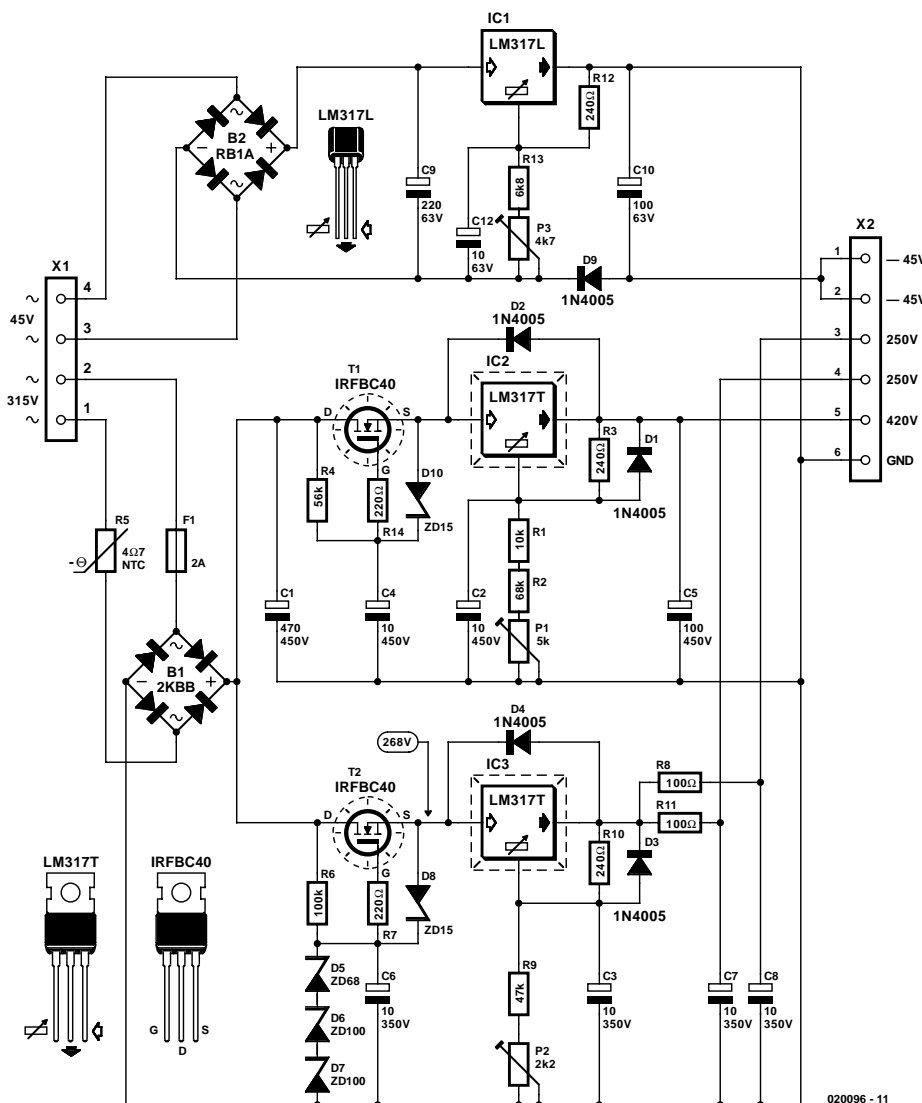 IC1
LM317L
R12
240Ω
B2
RB1A
LM317L
C9
220
63V
C12
10
63V
R13
6k8
P3
4k7
C10
100
63V
D9
1N4005
X1
4
45V
3
2
315V
1
X2
1
— 45V
2
— 45V
3
250V
4
250V
5
420V
6
GND
D2
1N4005
T1
IRFBC40
D
S
G
IC2
LM317T
R3
240Ω
D1
1N4005
R4
56k
220Ω
R14
D10
ZD15
R1
10k
R2
68k
P1
5k
R5
4Ω7
NTC
-Θ
F1
2A
C1
470
450V
C4
10
450V
C2
10
450V
C5
100
450V
B1
2KBB
D4
1N4005
268V
T2
IRFBC40
D
S
G
IC3
LM317T
R8
100Ω
R11
100Ω
R10
240Ω
D3
1N4005
R6
100k
220Ω
R7
D8
ZD15
LM317T
IRFBC40
G
D
S
D5
ZD68
D6
ZD100
D7
ZD100
C6
10
350V
R9
47k
P2
2k2
C3
10
350V
C7
10
350V
C8
10
350V
020096 - 11